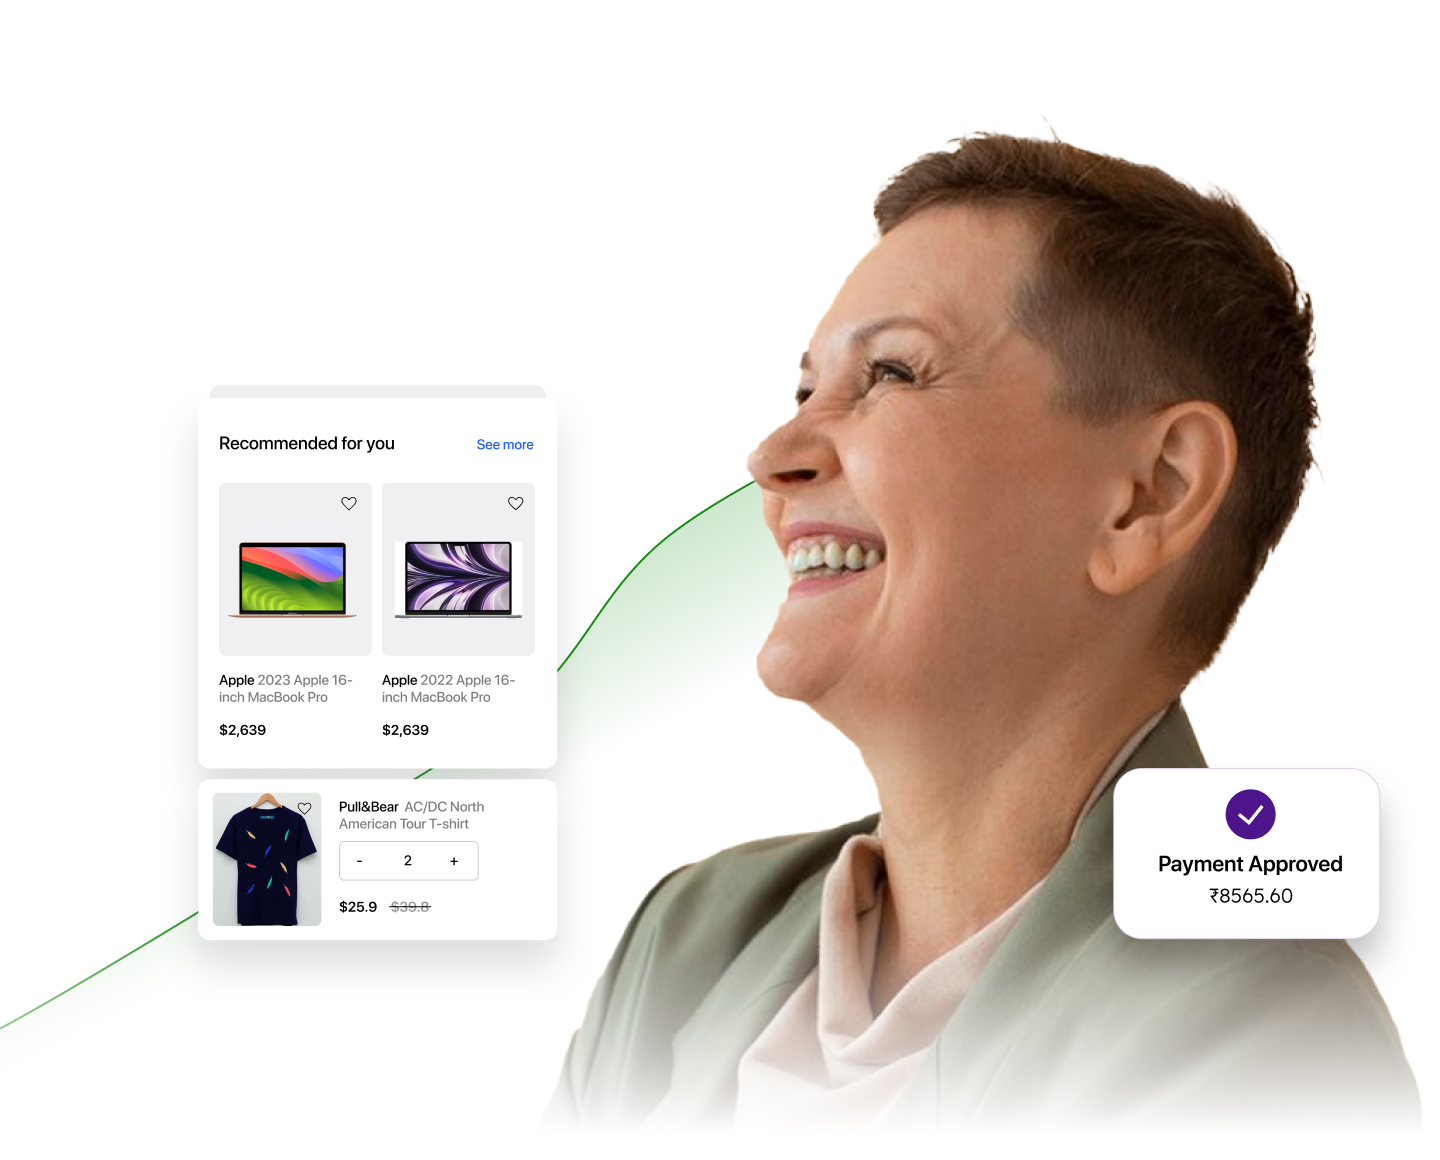 Recommended for you
See more
Apple 2023 Apple 16-
inch MacBook Pro
$2,639
Apple 2022 Apple 16-
inch MacBook Pro
$2,639
Pull&Bear AC/DC North
American Tour T-shirt
- 2 +
$25.9 $39.8
Payment Approved
₹8565.60